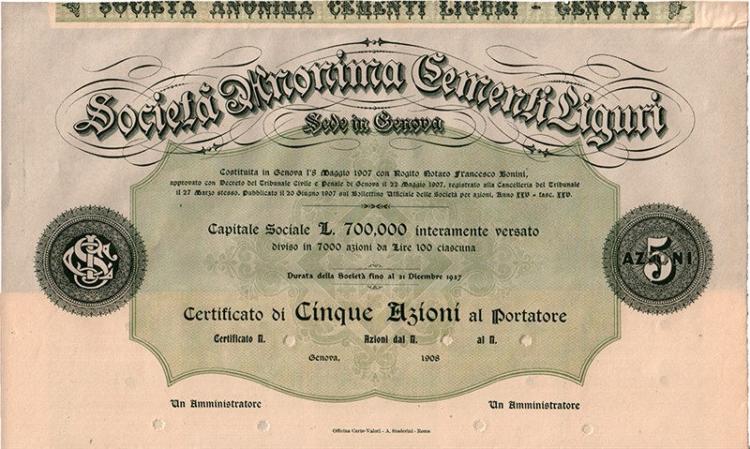 SOCIETÀ ANONIMA CEMENTI LIGURI - GENOVA
Società Anonima Cementi Liguri
Sede in Genova
Costituita in Genova l'8 Maggio 1907 con Rogito Notaro Francesco Bonini,
approvato con Decreto del Tribunale Civile e Penale di Genova il 22 Maggio 1907, registrato alla Cancelleria del Tribunale
il 27 Marzo stesso. Pubblicato il 20 Giugno 1907 sul Bollettino Ufficiale delle Società per azioni, Anno XXV - fasc. XXV.
Capitale Sociale L. 700,000 interamente versato
diviso in 7000 azioni da Lire 100 ciascuna
Durata della Società fino al 31 Dicembre 1927
5
AZIONI
Certificato di Cinque Azioni al Portatore
Certificato N. Azioni dal N. al N.
Genova, 1908
Un Amministratore Un Amministratore
Officina Carte-Valori - A. Staderini - Roma